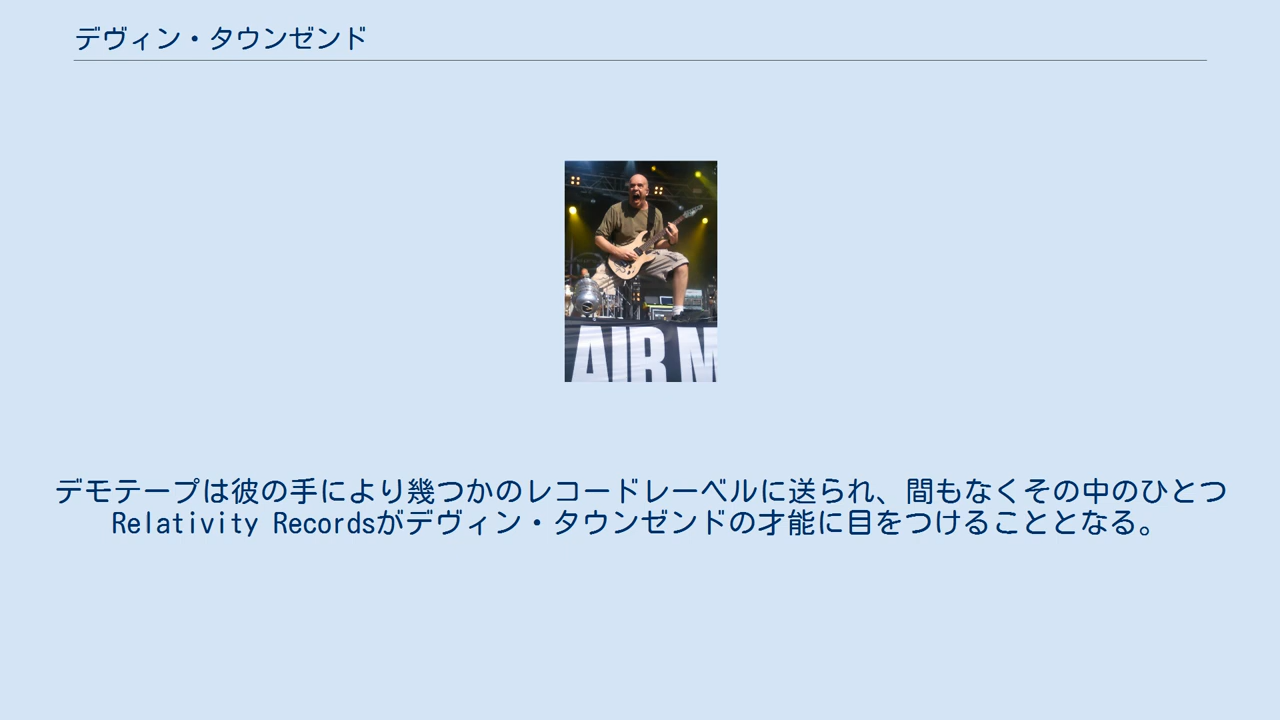 デヴィン・タウンゼンド
AIR M
デモテープは彼の手により幾つかのレコードレーベルに送られ、間もなくその中のひとつ
Relativity Recordsがデヴィン・タウンゼンドの才能に目をつけることとなる。